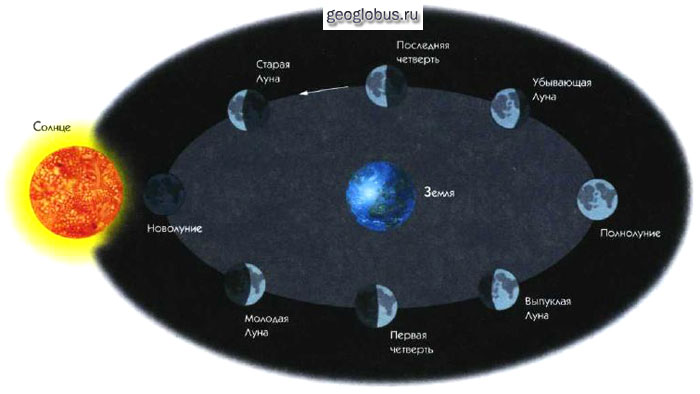 geoglobus.ru
Последняя
четверть
Старая
Луна
Убывающая
Луна
Солнце
Земля
Новолуние
Полнолуние
Молодая
Луна
Первая
четверть
Выпуклая
Луна